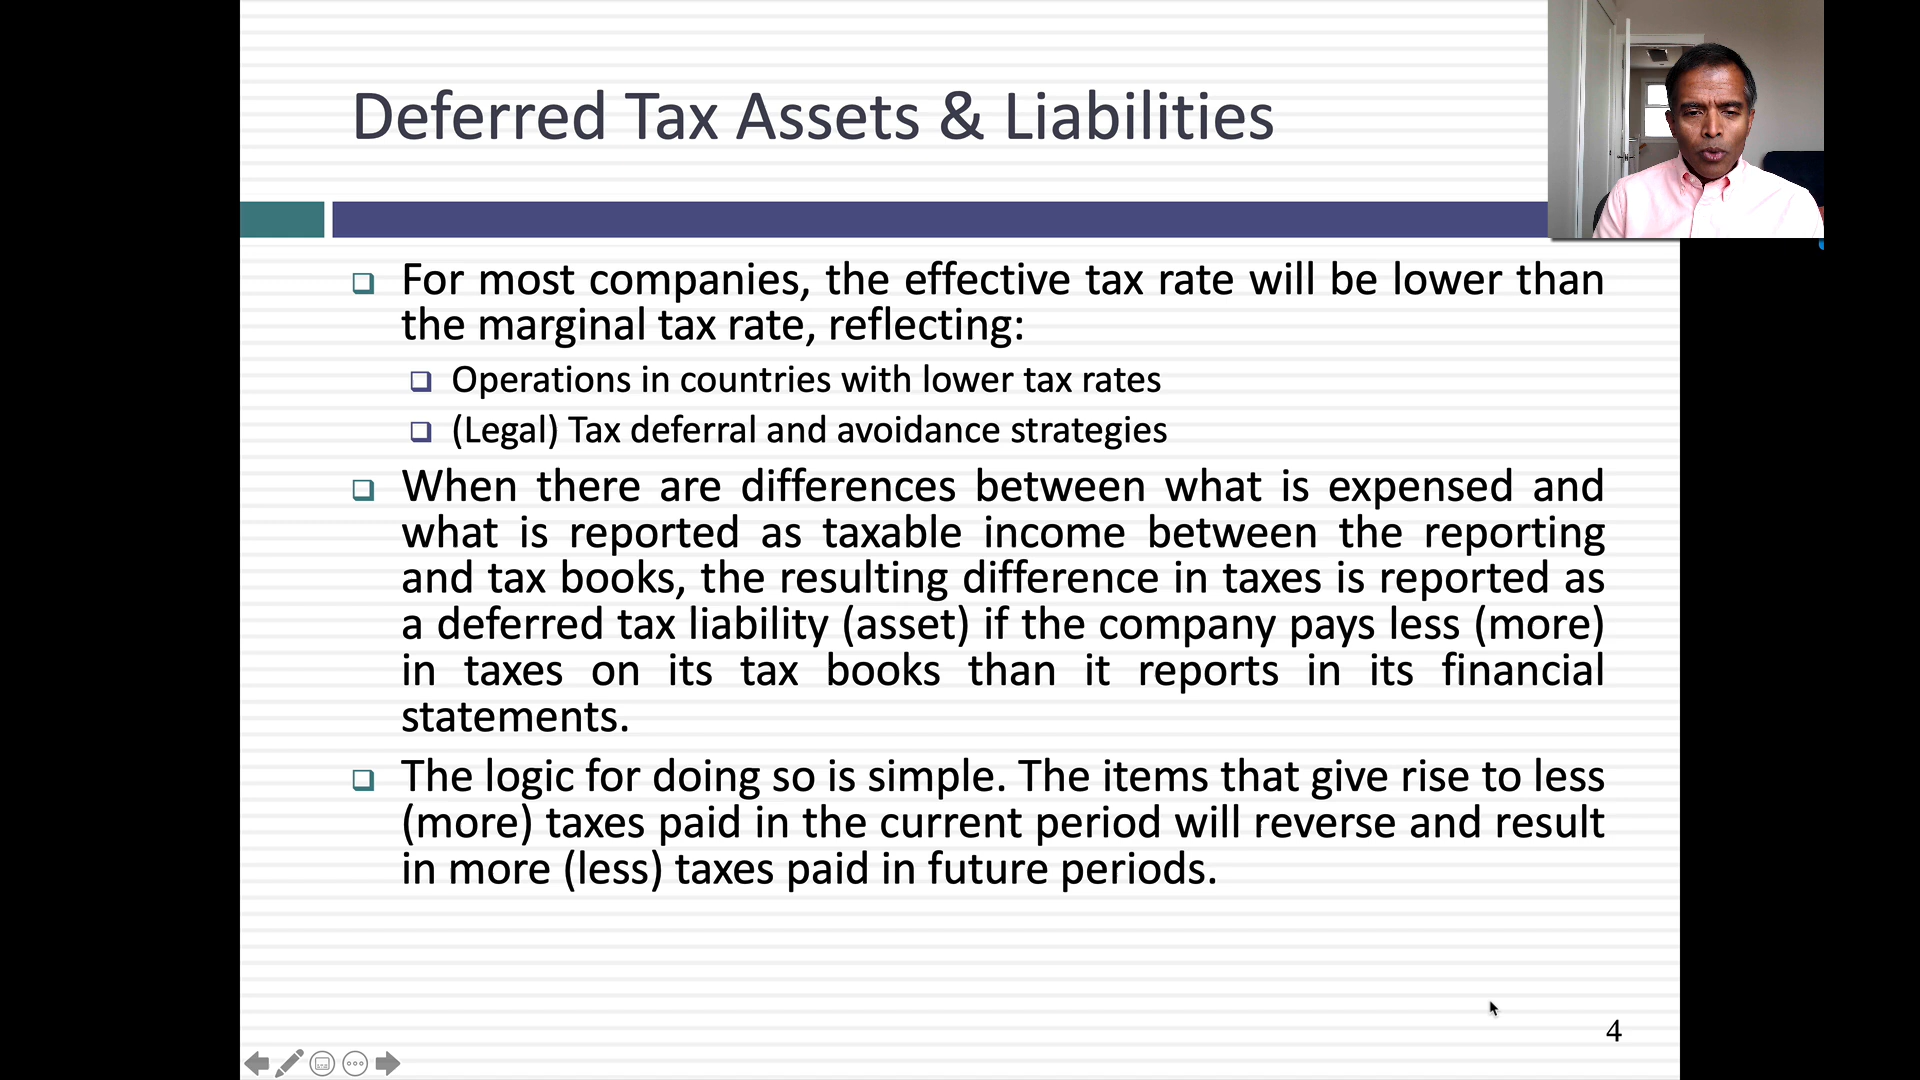 Deferred Tax Assets & Liabilities
For most companies, the effective tax rate will be lower than
the marginal tax rate, reflecting:
Operations in countries with lower tax rates
(Legal) Tax deferral and avoidance strategies
When there are differences between what is expensed and
what is reported as taxable income between the reporting
and tax books, the resulting difference in taxes is reported as
a deferred tax liability (asset) if the company pays less (more)
in taxes on its tax books than it reports in its financial
statements.
The logic for doing so is simple. The items that give rise to less
(more) taxes paid in the current period will reverse and result
in more (less) taxes paid in future periods.
4